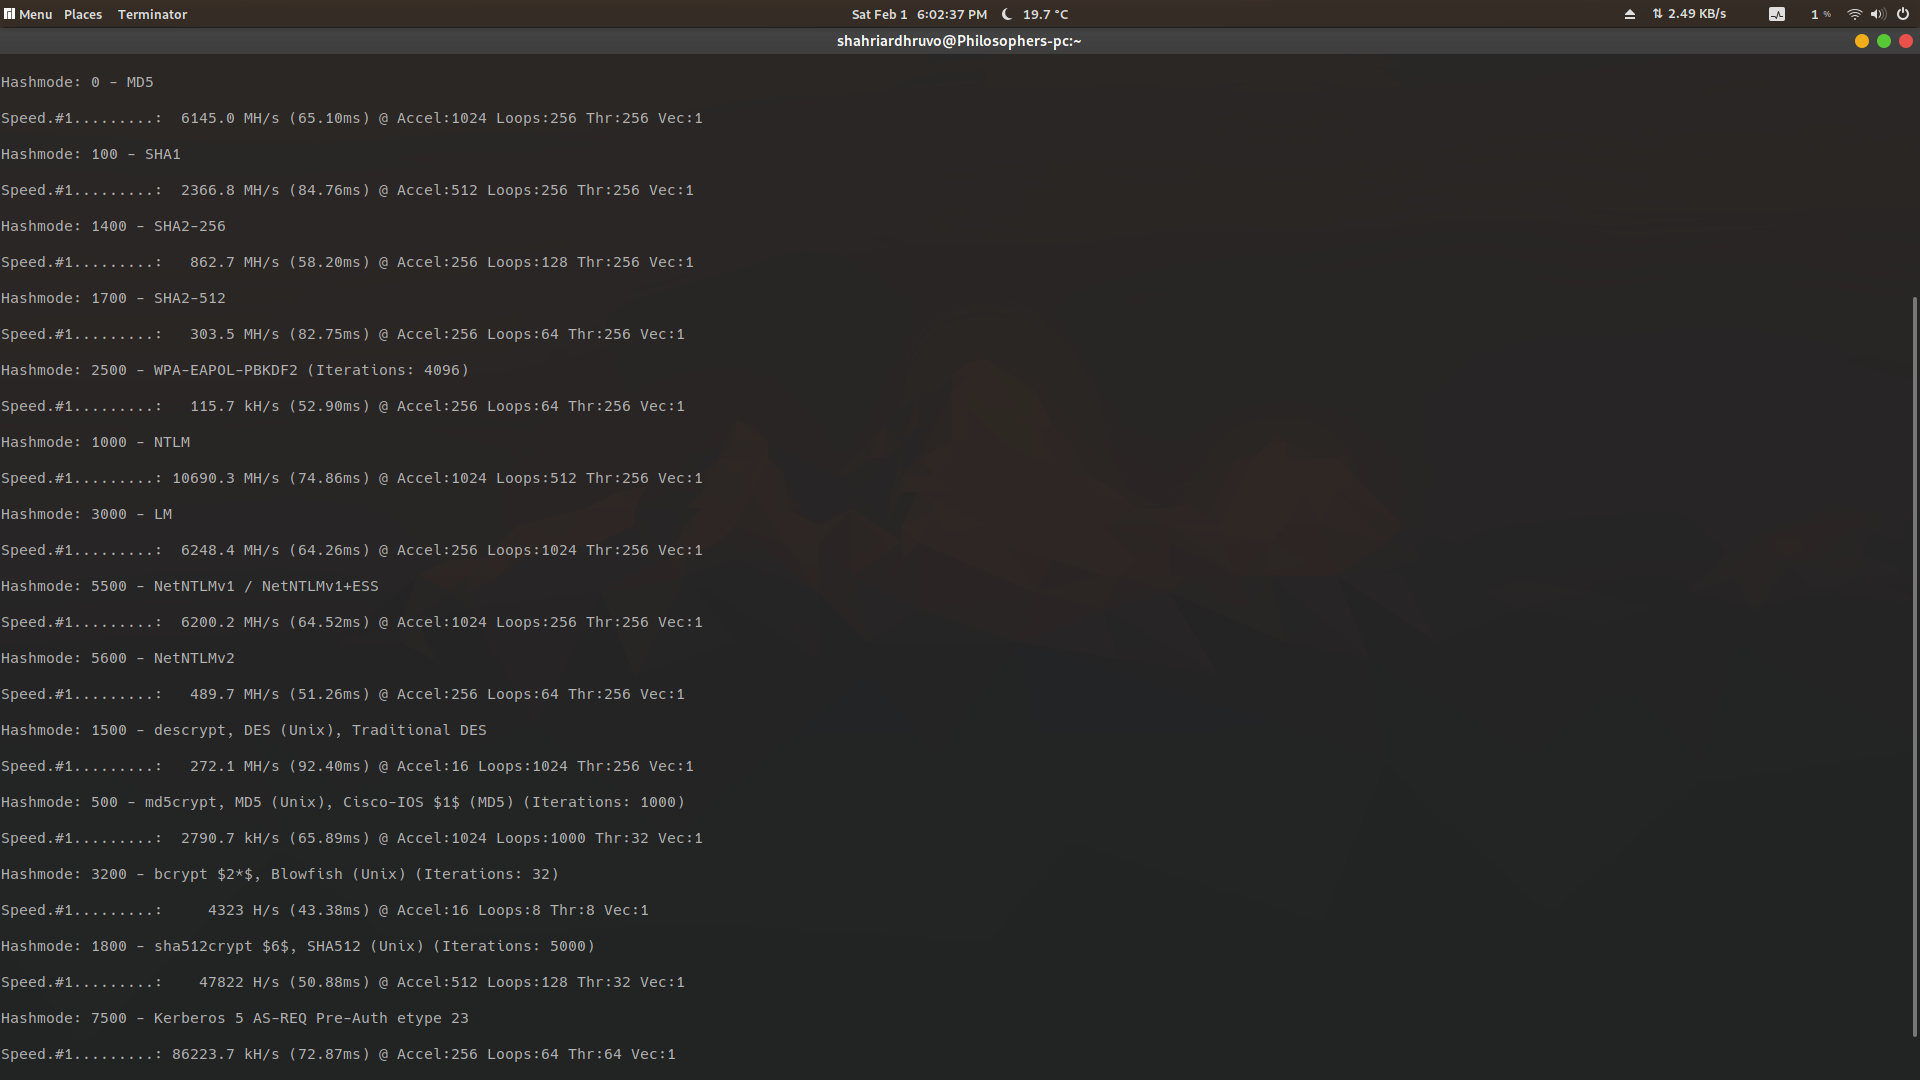 Menu Places Terminator Sat Feb 1 6:02:37 PM 19.7 °C 2.49 KB/s 1 %
shahriardhruvo@Philosophers-pc:~
Hashmode: 0 - MD5
Speed.#1.........:  6145.0 MH/s (65.10ms) @ Accel:1024 Loops:256 Thr:256 Vec:1
Hashmode: 100 - SHA1
Speed.#1.........:  2366.8 MH/s (84.76ms) @ Accel:512 Loops:256 Thr:256 Vec:1
Hashmode: 1400 - SHA2-256
Speed.#1.........:   862.7 MH/s (58.20ms) @ Accel:256 Loops:128 Thr:256 Vec:1
Hashmode: 1700 - SHA2-512
Speed.#1.........:   303.5 MH/s (82.75ms) @ Accel:256 Loops:64 Thr:256 Vec:1
Hashmode: 2500 - WPA-EAPOL-PBKDF2 (Iterations: 4096)
Speed.#1.........:   115.7 kH/s (52.90ms) @ Accel:256 Loops:64 Thr:256 Vec:1
Hashmode: 1000 - NTLM
Speed.#1.........: 10690.3 MH/s (74.86ms) @ Accel:1024 Loops:512 Thr:256 Vec:1
Hashmode: 3000 - LM
Speed.#1.........:  6248.4 MH/s (64.26ms) @ Accel:256 Loops:1024 Thr:256 Vec:1
Hashmode: 5500 - NetNTLMv1 / NetNTLMv1+ESS
Speed.#1.........:  6200.2 MH/s (64.52ms) @ Accel:1024 Loops:256 Thr:256 Vec:1
Hashmode: 5600 - NetNTLMv2
Speed.#1.........:   489.7 MH/s (51.26ms) @ Accel:256 Loops:64 Thr:256 Vec:1
Hashmode: 1500 - descrypt, DES (Unix), Traditional DES
Speed.#1.........:   272.1 MH/s (92.40ms) @ Accel:16 Loops:1024 Thr:256 Vec:1
Hashmode: 500 - md5crypt, MD5 (Unix), Cisco-IOS $1$ (MD5) (Iterations: 1000)
Speed.#1.........:  2790.7 kH/s (65.89ms) @ Accel:1024 Loops:1000 Thr:32 Vec:1
Hashmode: 3200 - bcrypt $2*$, Blowfish (Unix) (Iterations: 32)
Speed.#1.........:     4323 H/s (43.38ms) @ Accel:16 Loops:8 Thr:8 Vec:1
Hashmode: 1800 - sha512crypt $6$, SHA512 (Unix) (Iterations: 5000)
Speed.#1.........:    47822 H/s (50.88ms) @ Accel:512 Loops:128 Thr:32 Vec:1
Hashmode: 7500 - Kerberos 5 AS-REQ Pre-Auth etype 23
Speed.#1.........: 86223.7 kH/s (72.87ms) @ Accel:256 Loops:64 Thr:64 Vec:1